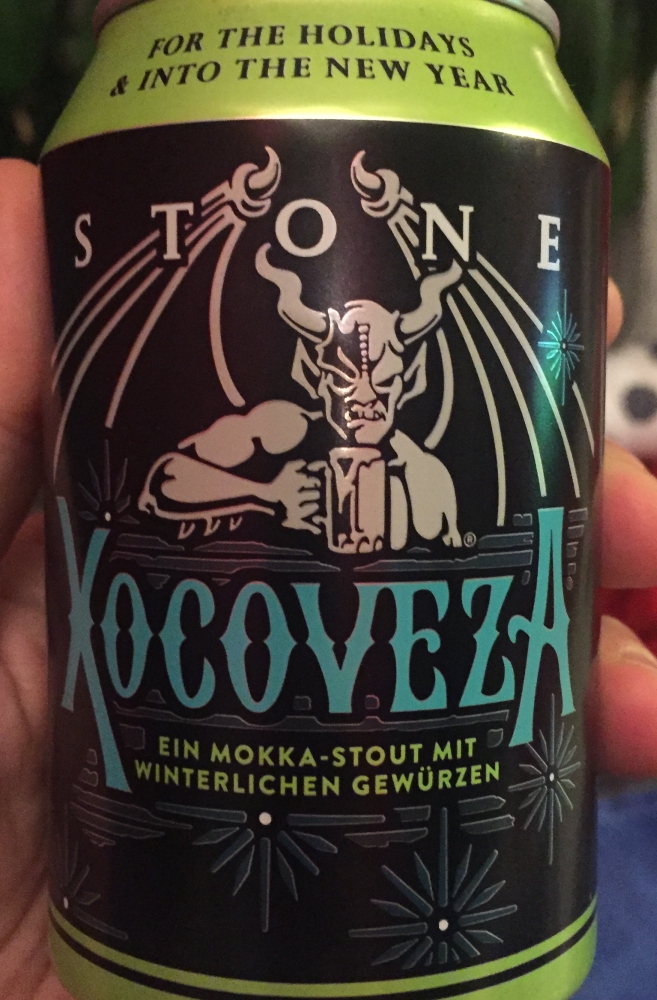 FOR THE HOLIDAYS
& INTO THE NEW YEAR
STONE
®
XOCOVEZA
EIN MOKKA-STOUT MIT
WINTERLICHEN GEWÜRZEN